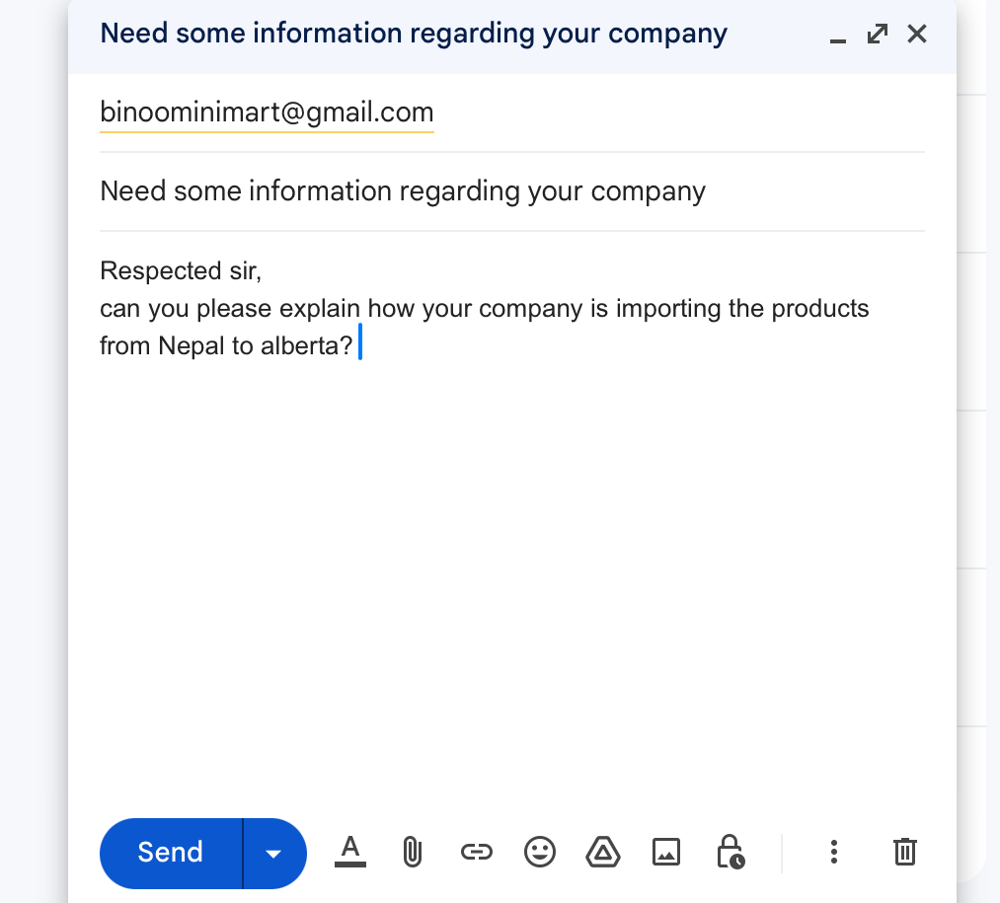 Need some information regarding your company
binoominimart@gmail.com
Need some information regarding your company
Respected sir,
can you please explain how your company is importing the products
from Nepal to alberta?
Send
A